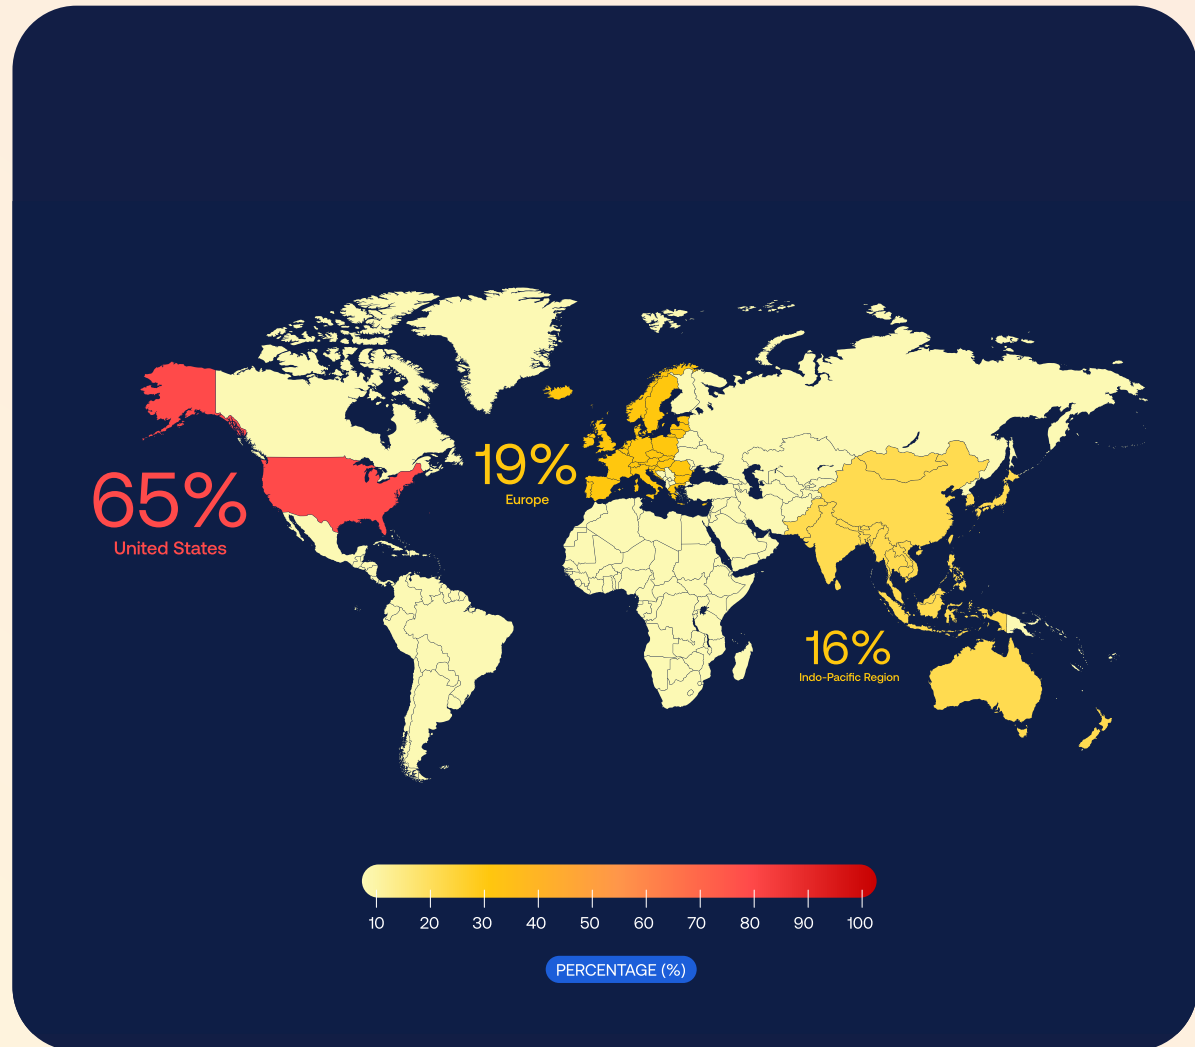 65%
United States
19%
Europe
16%
Indo-Pacific Region
10 20 30 40 50 60 70 80 90 100
PERCENTAGE (%)